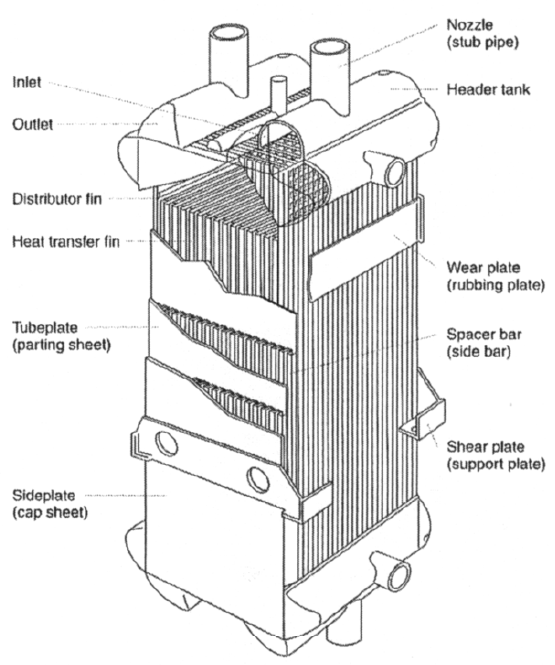 Nozzle
(stub pipe)
Inlet
Header tank
Outlet
Distributor fin
Heat transfer fin
Wear plate
(rubbing plate)
Tubeplate
(parting sheet)
Spacer bar
(side bar)
Shear plate
(support plate)
Sideplate
(cap sheet)